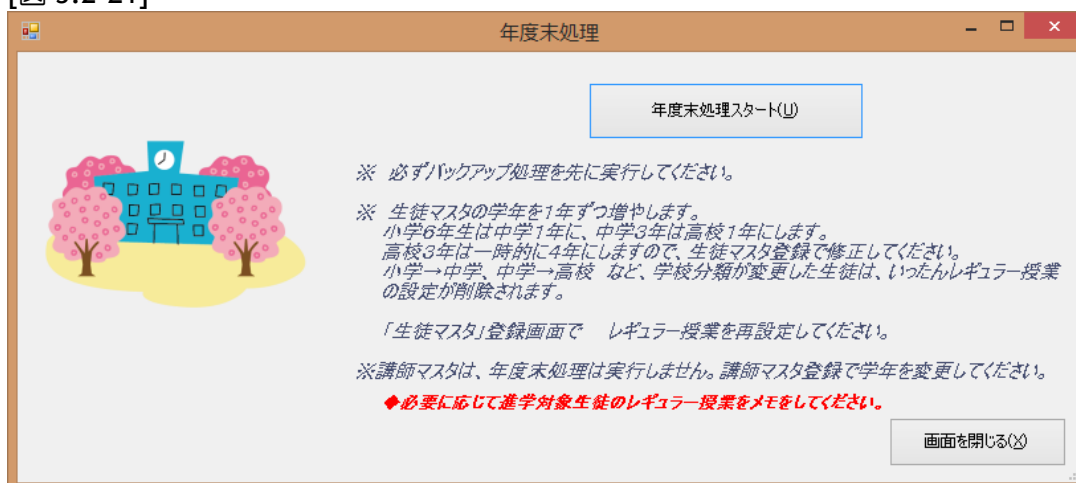 年度末処理
年度末処理スタート(U)
※ 必ずバックアップ処理を先に実行してください。
※ 生徒マスタの学年を1年ずつ増やします。
小学6年生は中学1年に、中学3年は高校1年にします。
高校3年は一時的に4年にしますので、生徒マスタ登録で修正してください。
小学→中学、中学→高校 など、学校分類が変更した生徒は、いったんレギュラー授業
の設定が削除されます。
「生徒マスタ」登録画面で レギュラー授業を再設定してください。
※講師マスタは、年度末処理は実行しません。講師マスタ登録で学年を変更してください。
◆必要に応じて進学対象生徒のレギュラー授業をメモをしてください。
画面を閉じる(X)